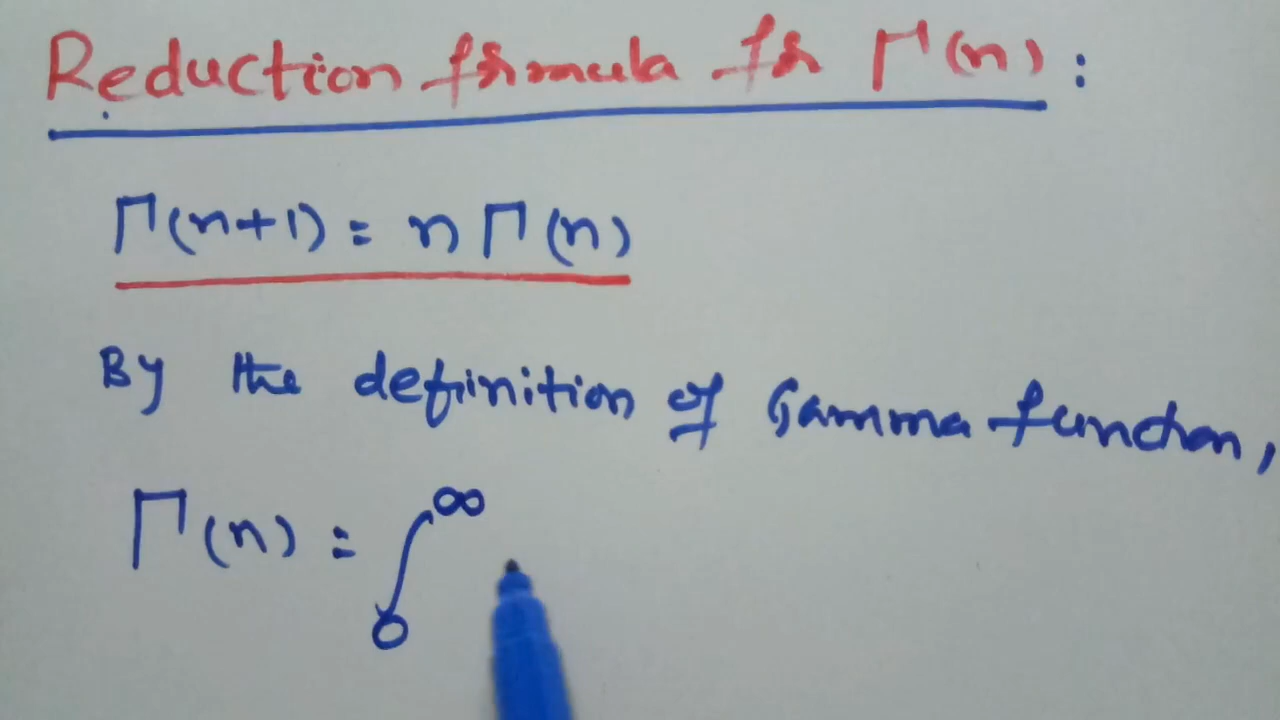 Reduction formula for Γ(n) :
Γ(n+1) = n Γ(n)
By the definition of Gamma function,
Γ(n) = ∫₀^∞